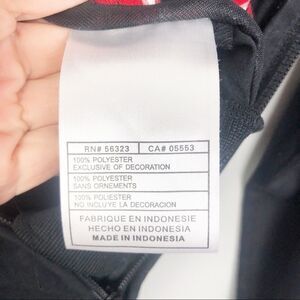 RN# 56323 CA# 05553
100% POLYESTER
EXCLUSIVE OF DECORATION
100% POLYESTER
SANS ORNEMENTS
100% POLIESTER
NO INCLUYE LA DECORACION
FABRIQUE EN INDONESIE
HECHO EN INDONESIA
MADE IN INDONESIA